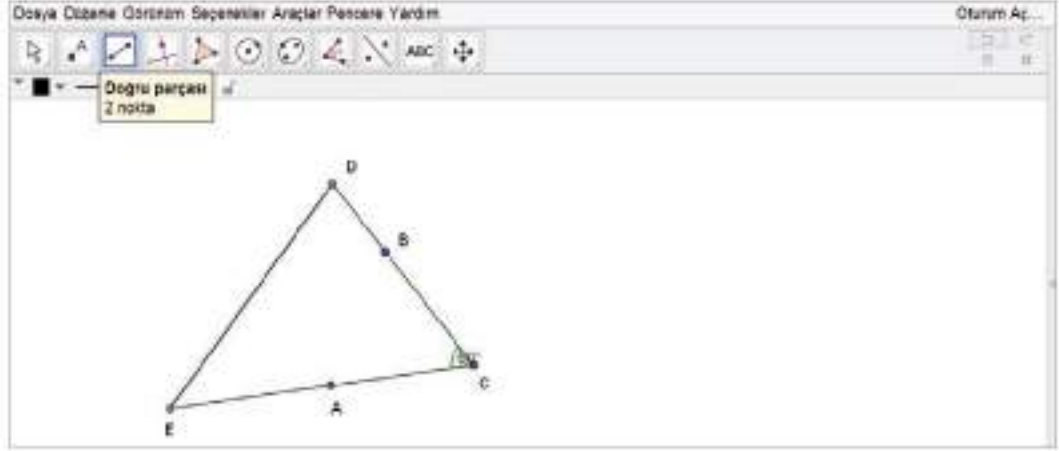 Dosya Düzenle Görünüm Seçenekler Araçlar Pencere Yardım
Oturum Aç...
A
ABC
Doğru parçası
2 nokta
D
B
C
A
E